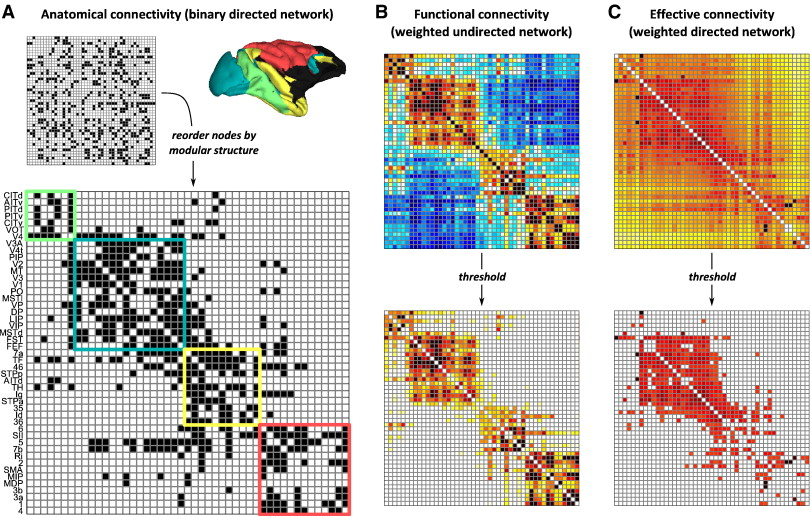 A Anatomical connectivity (binary directed network)
reorder nodes by
modular structure
CITd
AITv
PITd
PITv
CITv
VOT
V4
V3A
V4t
PIP
V2
MT
V3
V1
PO
MSTl
VP
DP
LIP
VIP
MSTd
FST
FEF
7a
TF
46
STPp
AITd
TH
Ig
STPa
35
Id
36
6
SII
5
7b
Ri
2
SMA
MIP
MDP
3b
3a
1
4
B Functional connectivity
(weighted undirected network)
threshold
C Effective connectivity
(weighted directed network)
threshold